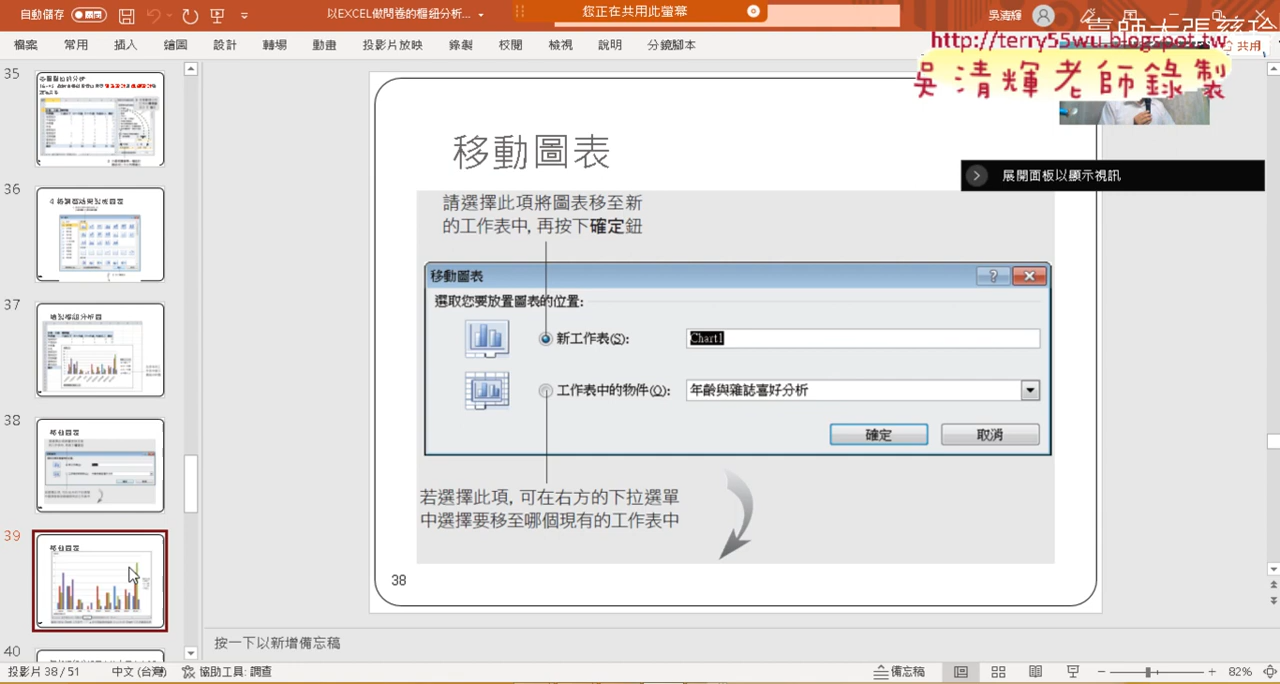 自動儲存
關閉
以EXCEL做問卷的樞紐分析...
您正在共用此螢幕
吳清輝
檔案
常用
插入
繪圖
設計
轉場
動畫
投影片放映
錄製
校閱
檢視
說明
分鏡腳本
共用
http://terry55wu.blogspot.tw
吳清輝老師錄製
展開面板以顯示視訊
35
36
37
38
移動圖表
39
移動圖表
40
移動圖表
請選擇此項將圖表移至新
的工作表中, 再按下確定鈕
移動圖表
選取您要放置圖表的位置:
新工作表(S):
Chart1
工作表中的物件(O):
年齡與雜誌喜好分析
確定
取消
若選擇此項, 可在右方的下拉選單
中選擇要移至哪個現有的工作表中
38
按一下以新增備忘稿
投影片 38 / 51
中文 (台灣)
協助工具: 調查
備忘稿
82%